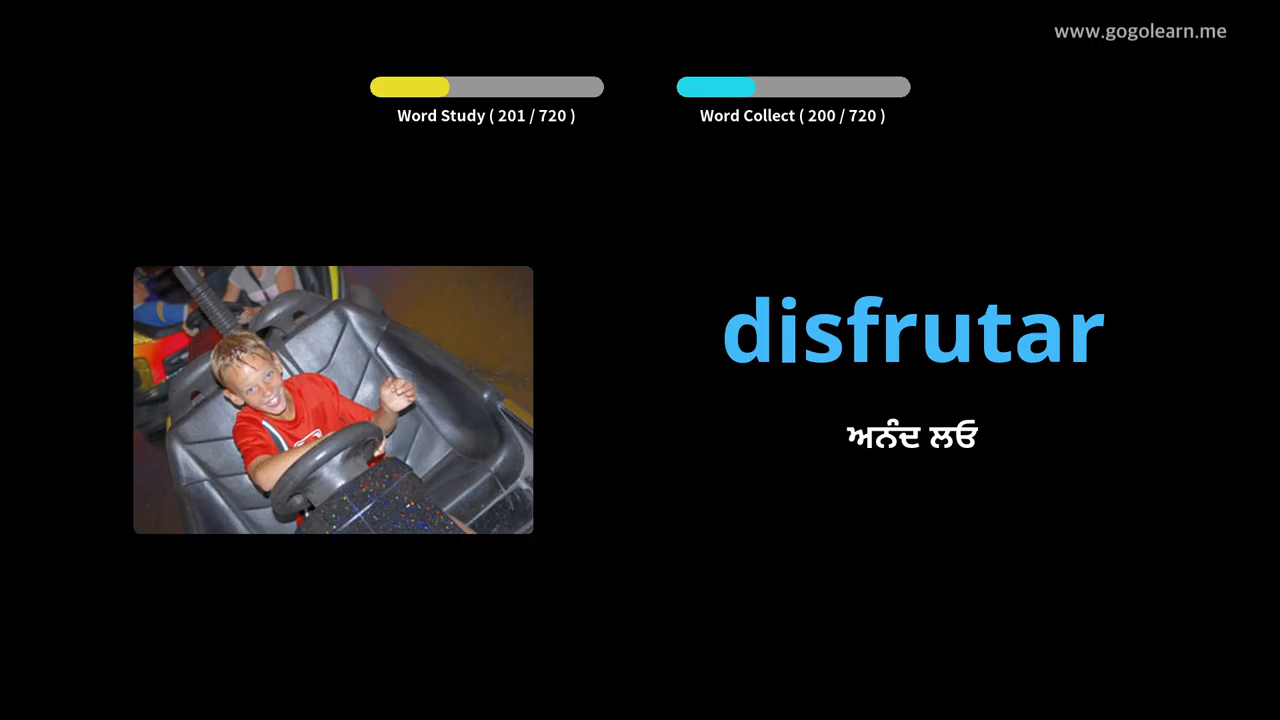 www.gogolearn.me
Word Study ( 201 / 720 )
Word Collect ( 200 / 720 )
disfrutar
ਅਨੰਦ ਲਓ